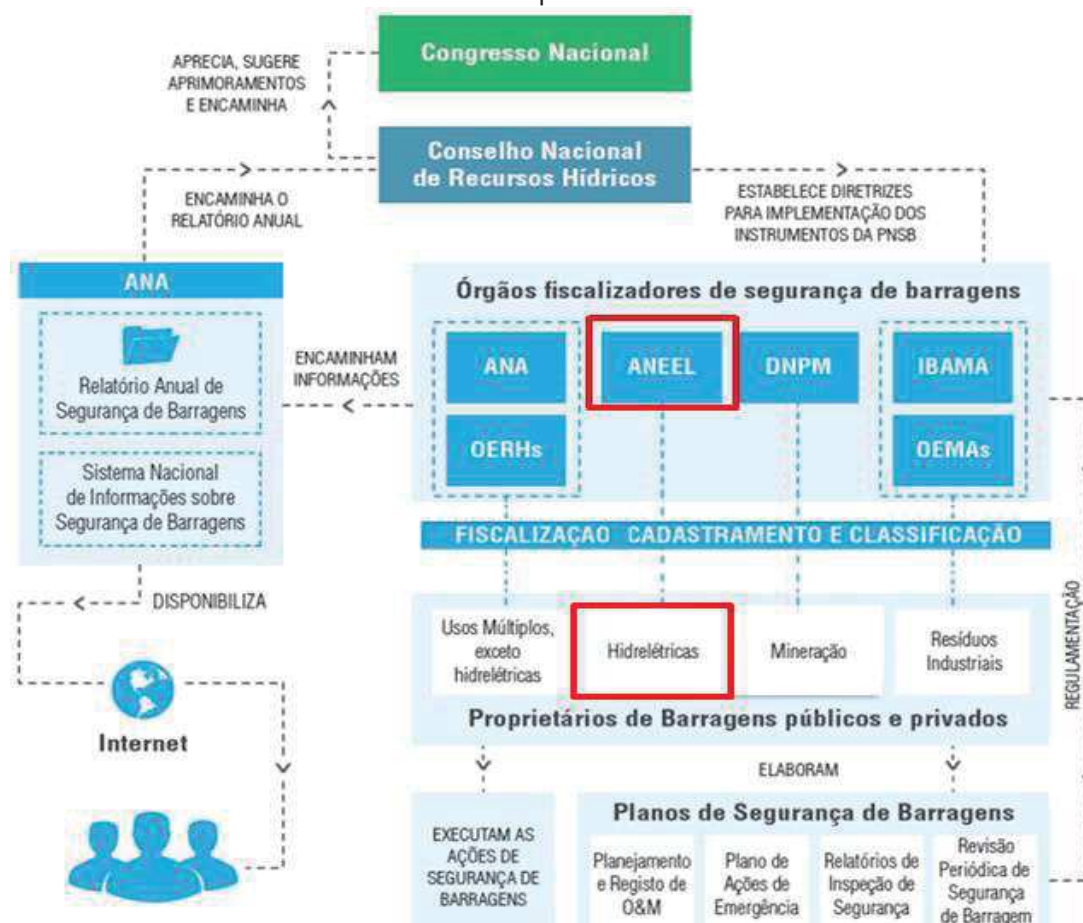 Congresso Nacional
APRECIA, SUGERE
APRIMORAMENTOS
E ENCAMINHA
Conselho Nacional
de Recursos Hídricos
ENCAMINHA O
RELATÓRIO ANUAL
ESTABELECE DIRETRIZES
PARA IMPLEMENTAÇÃO DOS
INSTRUMENTOS DA PNSB
ANA
Relatório Anual de
Segurança de Barragens
Sistema Nacional
de Informações sobre
Segurança de Barragens
ENCAMINHAM
INFORMAÇÕES
Órgãos fiscalizadores de segurança de barragens
ANA
ANEEL
DNPM
IBAMA
OERHs
OEMAs
FISCALIZAÇAO CADASTRAMENTO E CLASSIFICAÇÃO
DISPONIBILIZA
Internet
Usos Múltiplos,
exceto
hidrelétricas
Hidrelétricas
Mineração
Resíduos
Industriais
Proprietários de Barragens públicos e privados
REGULAMENTAÇÃO
ELABORAM
EXECUTAM AS
AÇÕES DE
SEGURANÇA DE
BARRAGENS
Planos de Segurança de Barragens
Planejamento
e Registo de
O&M
Plano de
Ações de
Emergência
Relatórios de
Inspeção de
Segurança
Revisão
Periódica de
Segurança
de Barragem